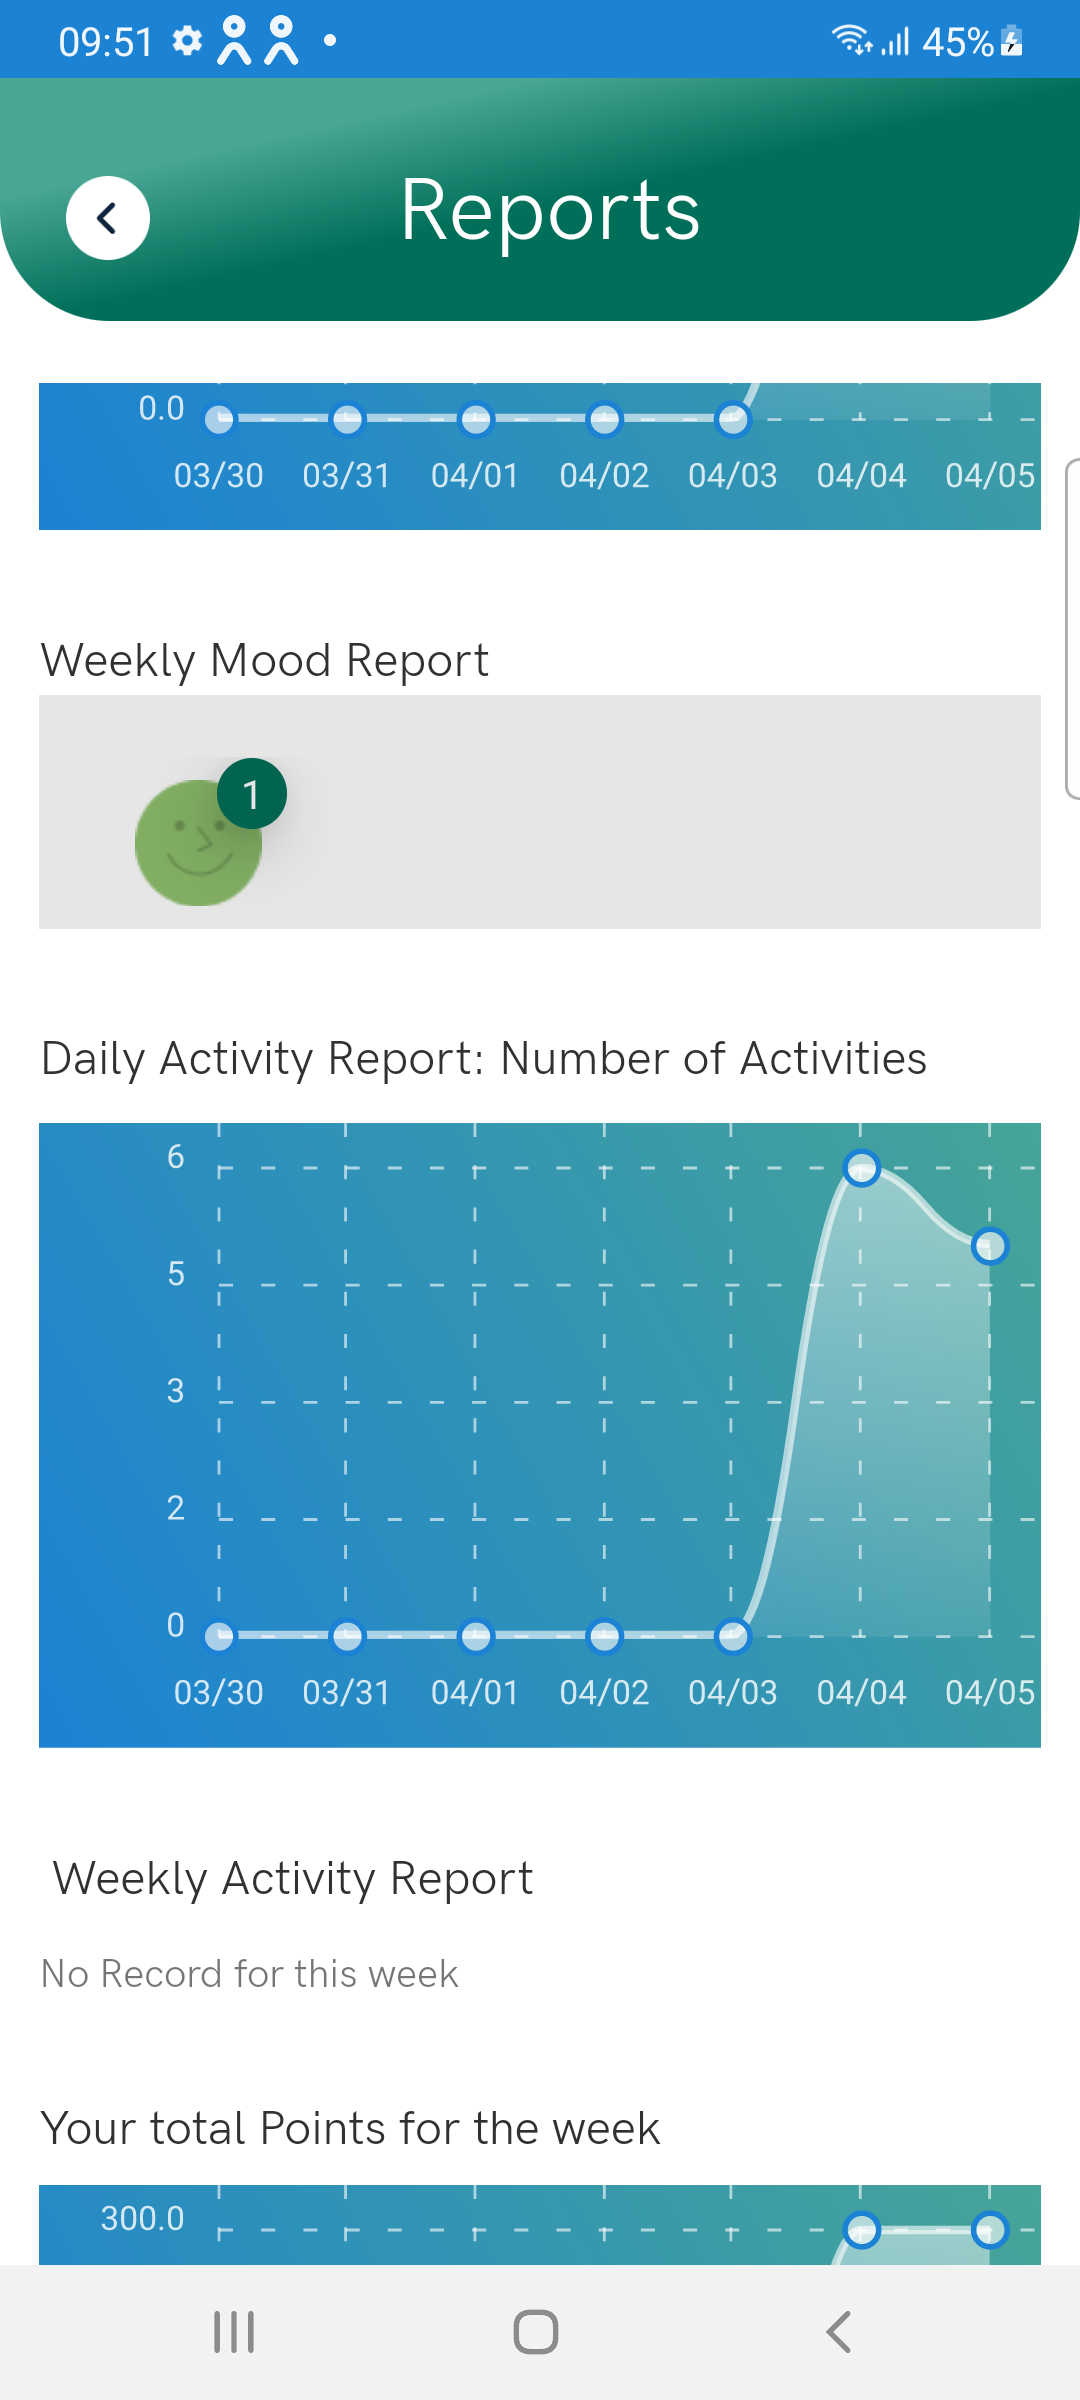 09:51
45%
Reports
0.0
03/30 03/31 04/01 04/02 04/03 04/04 04/05
Weekly Mood Report
1
Daily Activity Report: Number of Activities
6
5
3
2
0
03/30 03/31 04/01 04/02 04/03 04/04 04/05
Weekly Activity Report
No Record for this week
Your total Points for the week
300.0